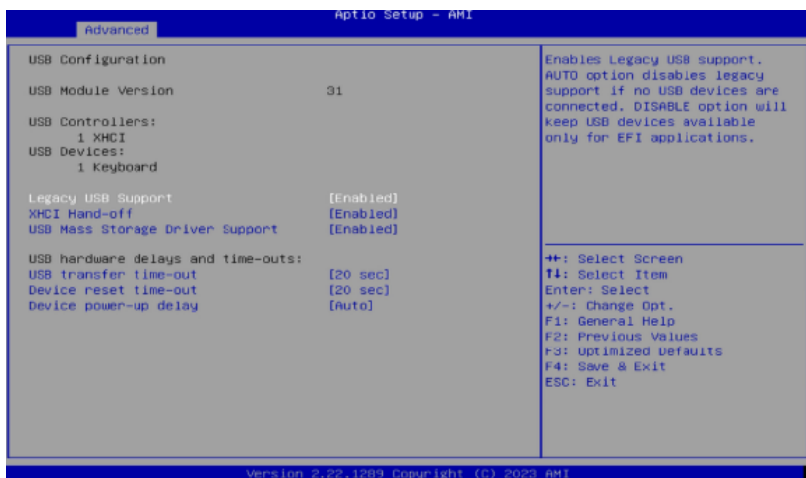 Aptio Setup - AMI
Advanced
USB Configuration
USB Module Version 31
USB Controllers:
1 XHCI
USB Devices:
1 Keyboard
Legacy USB Support [Enabled]
XHCI Hand-off [Enabled]
USB Mass Storage Driver Support [Enabled]
USB hardware delays and time-outs:
USB transfer time-out [20 sec]
Device reset time-out [20 sec]
Device power-up delay [Auto]
Enables Legacy USB support.
AUTO option disables legacy
support if no USB devices are
connected. DISABLE option will
keep USB devices available
only for EFI applications.
→←: Select Screen
↑↓: Select Item
Enter: Select
+/-: Change Opt.
F1: General Help
F2: Previous Values
F3: Optimized Defaults
F4: Save & Exit
ESC: Exit
Version 2.22.1289 Copyright (C) 2023 AMI